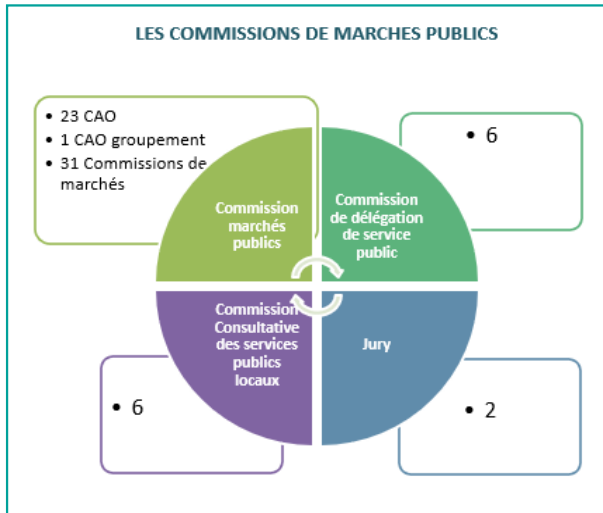 LES COMMISSIONS DE MARCHES PUBLICS
• 23 CAO
• 1 CAO groupement
• 31 Commissions de
marchés
Commission
marchés
publics
• 6
Commission
de délégation
de service
public
Commission
Consultative
des services
publics
locaux
• 6
Jury
• 2